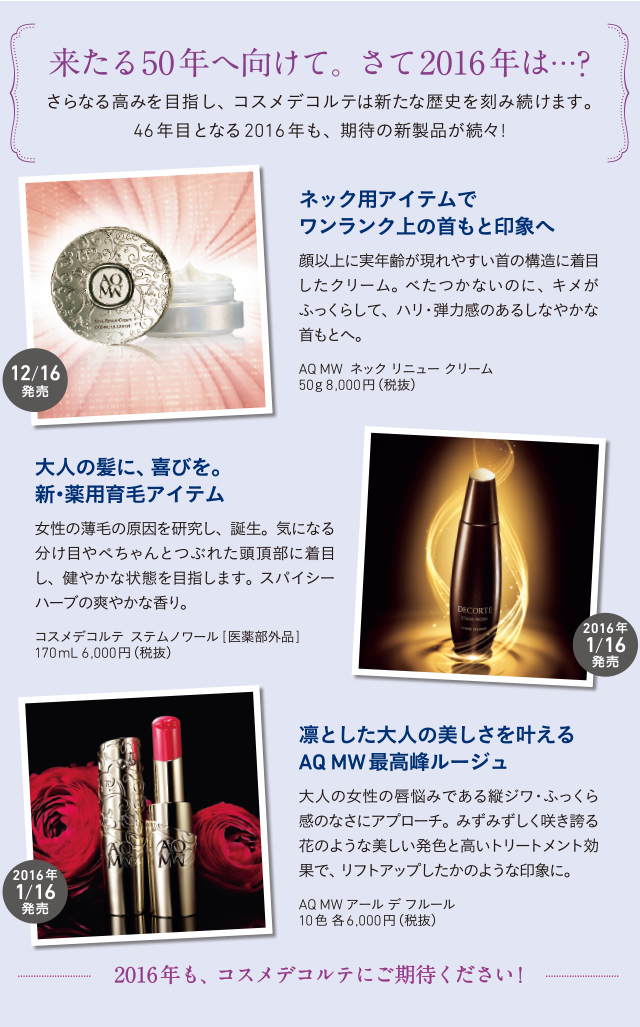 来たる50年へ向けて。さて2016年は…?
さらなる高みを目指し、コスメデコルテは新たな歴史を刻み続けます。
46年目となる2016年も、期待の新製品が続々!
AQ
MW
12/16
発売
ネック用アイテムで
ワンランク上の首もと印象へ
顔以上に実年齢が現れやすい首の構造に着目
したクリーム。べたつかないのに、キメが
ふっくらして、ハリ・弾力感のあるしなやかな
首もとへ。
AQ MW ネック リニュー クリーム
50g 8,000円(税抜)
大人の髪に、喜びを。
新・薬用育毛アイテム
女性の薄毛の原因を研究し、誕生。気になる
分け目やぺちゃんとつぶれた頭頂部に着目
し、健やかな状態を目指します。スパイシー
ハーブの爽やかな香り。
コスメデコルテ ステムノワール [医薬部外品]
170mL 6,000円(税抜)
DECORTÉ
2016年
1/16
発売
AQ
MW
AQ
MW
2016年
1/16
発売
凛とした大人の美しさを叶える
AQ MW最高峰ルージュ
大人の女性の唇悩みである縦ジワ・ふっくら
感のなさにアプローチ。みずみずしく咲き誇る
花のような美しい発色と高いトリートメント効
果で、リフトアップしたかのような印象に。
AQ MW アール デ フルール
10色 各6,000円(税抜)
2016年も、コスメデコルテにご期待ください!